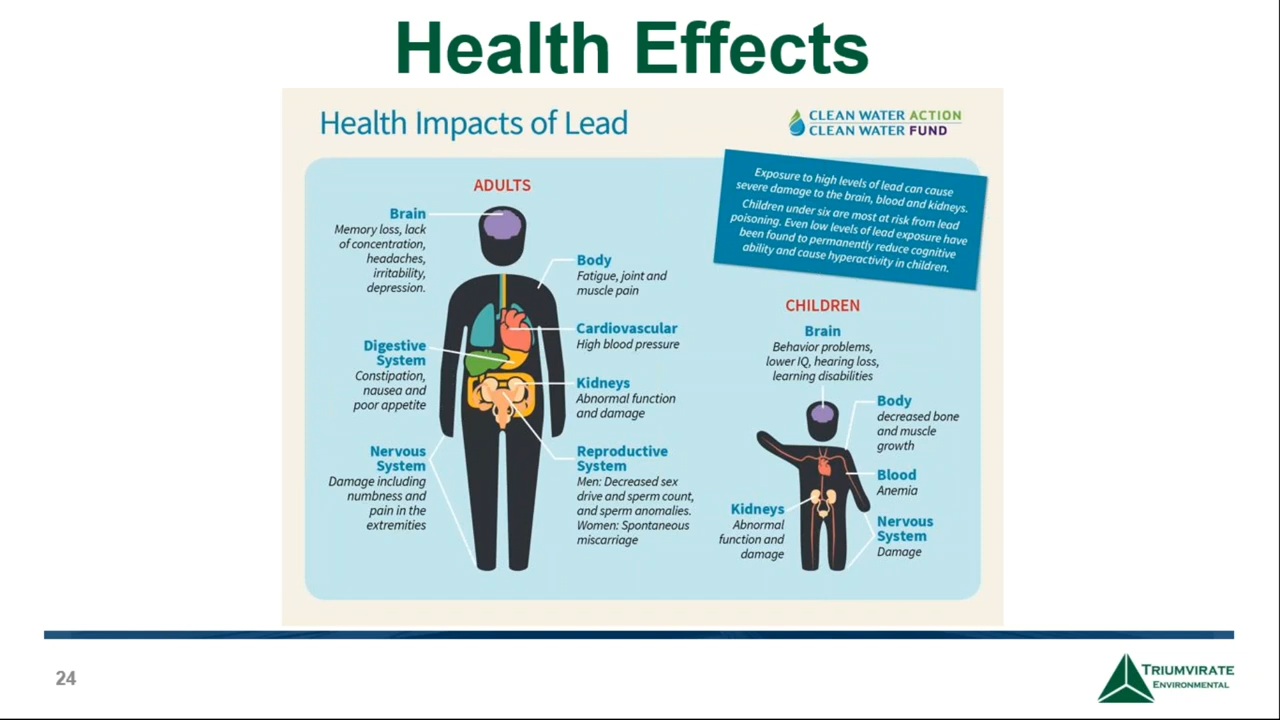 Health Effects
Health Impacts of Lead
CLEAN WATER ACTION
CLEAN WATER FUND
Exposure to high levels of lead can cause
severe damage to the brain, blood and kidneys.
Children under six are most at risk from lead
poisoning. Even low levels of lead exposure have
been found to permanently reduce cognitive
ability and cause hyperactivity in children.
ADULTS
Brain
Memory loss, lack
of concentration,
headaches,
irritability,
depression.
Digestive
System
Constipation,
nausea and
poor appetite
Nervous
System
Damage including
numbness and
pain in the
extremities
Body
Fatigue, joint and
muscle pain
Cardiovascular
High blood pressure
Kidneys
Abnormal function
and damage
Reproductive
System
Men: Decreased sex
drive and sperm count,
and sperm anomalies.
Women: Spontaneous
miscarriage
CHILDREN
Brain
Behavior problems,
lower IQ, hearing loss,
learning disabilities
Body
decreased bone
and muscle
growth
Blood
Anemia
Kidneys
Abnormal
function and
damage
Nervous
System
Damage
24
TRIUMVIRATE
ENVIRONMENTAL